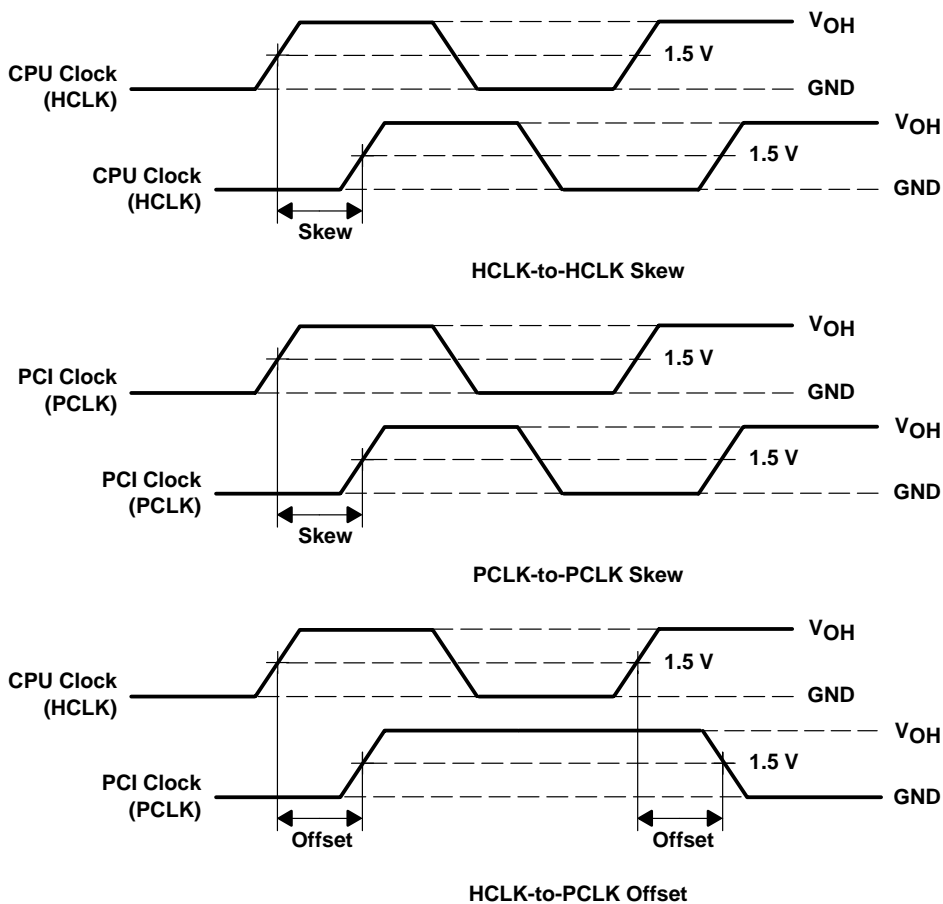 VOH
1.5 V
CPU Clock
(HCLK)
GND
VOH
1.5 V
CPU Clock
(HCLK)
GND
Skew
HCLK-to-HCLK Skew
VOH
1.5 V
PCI Clock
(PCLK)
GND
VOH
1.5 V
PCI Clock
(PCLK)
GND
Skew
PCLK-to-PCLK Skew
VOH
1.5 V
CPU Clock
(HCLK)
GND
VOH
1.5 V
PCI Clock
(PCLK)
GND
Offset
Offset
HCLK-to-PCLK Offset